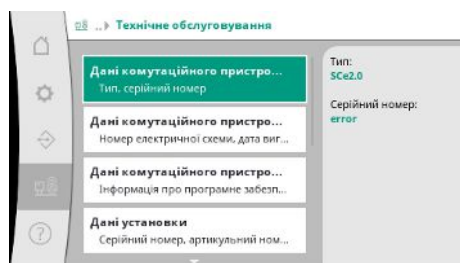 ..▸ Технічне обслуговування
Дані комутаційного пристро...
Тип, серійний номер
Дані комутаційного пристро...
Номер електричної схеми, дата виг...
Дані комутаційного пристро...
Інформація про програмне забезп...
Дані установки
Серійний номер, артикульний ном...
Тип:
SCe2.0
Серійний номер:
error